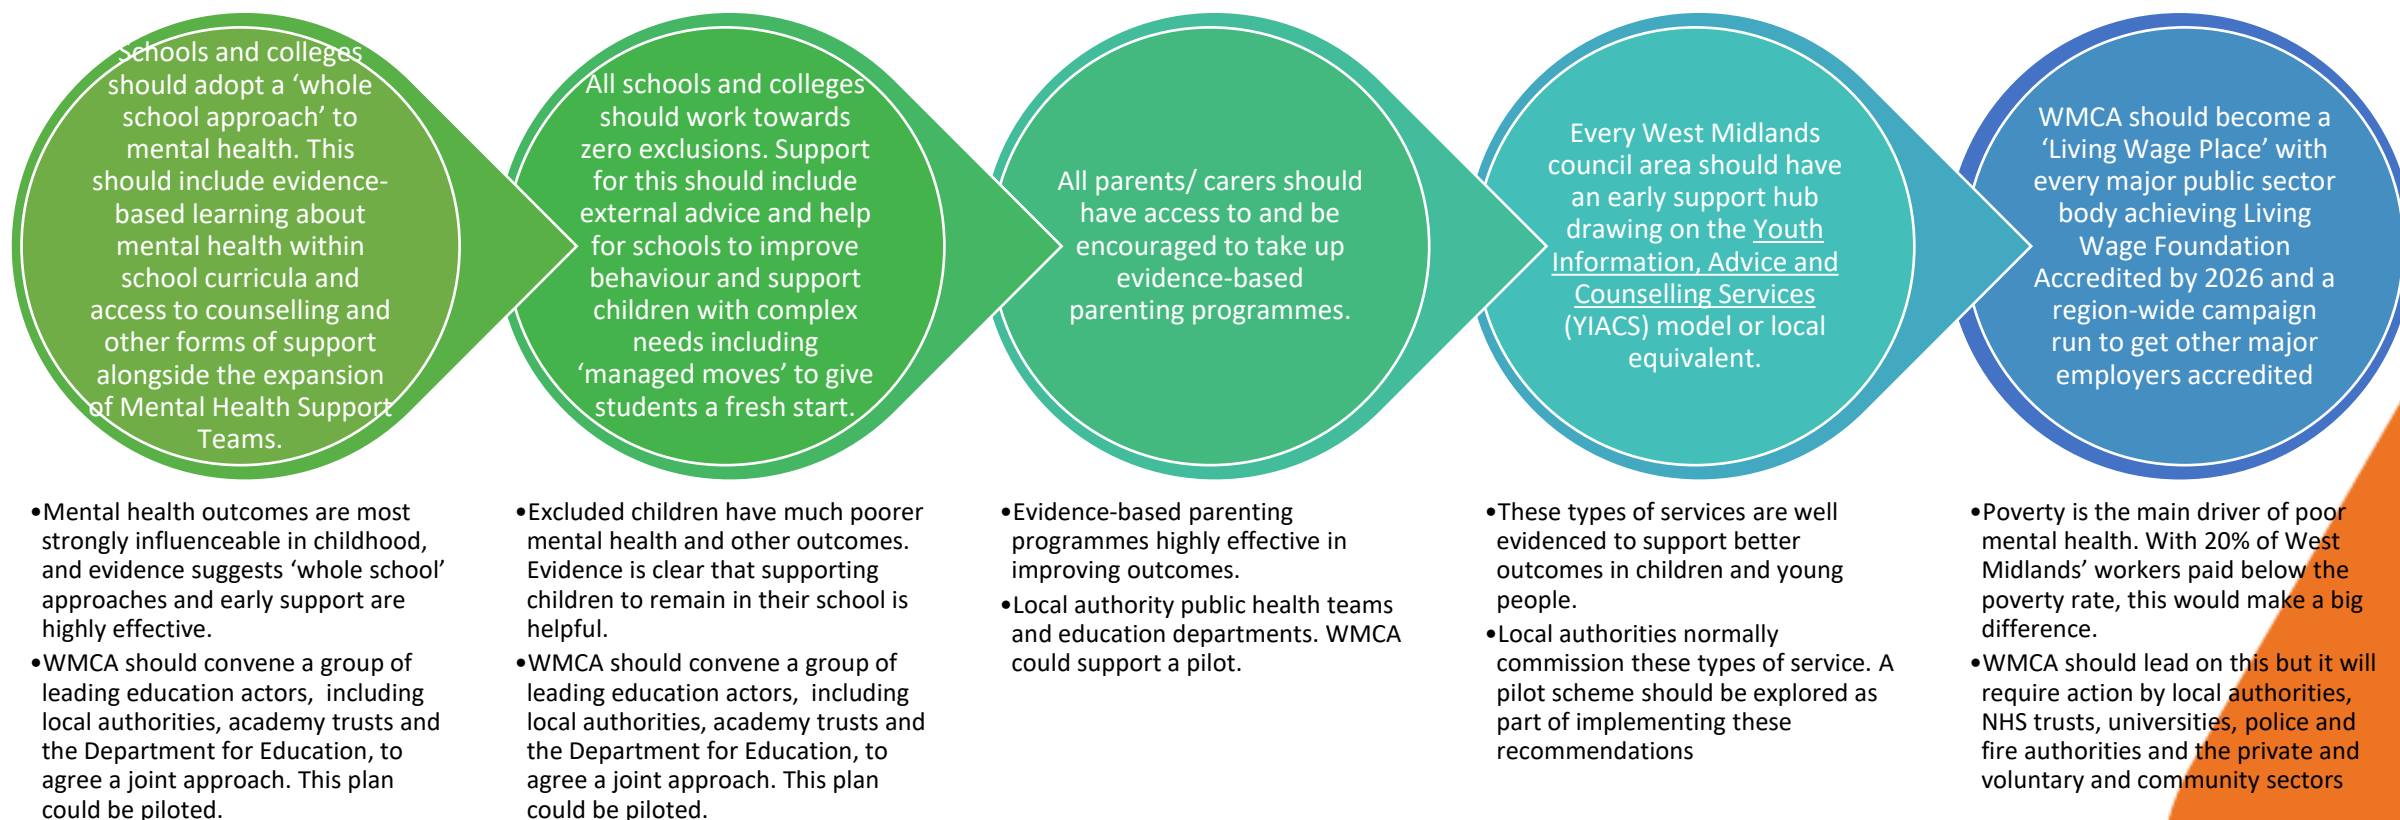 Schools and colleges
should adopt a ‘whole
school approach’ to
mental health. This
should include evidence-
based learning about
mental health within
school curricula and
access to counselling and
other forms of support
alongside the expansion
of Mental Health Support
Teams.
•Mental health outcomes are most
strongly influenceable in childhood,
and evidence suggests ‘whole school’
approaches and early support are
highly effective.
•WMCA should convene a group of
leading education actors,  including
local authorities, academy trusts and
the Department for Education, to
agree a joint approach. This plan
could be piloted.
All schools and colleges
should work towards
zero exclusions. Support
for this should include
external advice and help
for schools to improve
behaviour and support
children with complex
needs including
‘managed moves’ to give
students a fresh start.
•Excluded children have much poorer
mental health and other outcomes.
Evidence is clear that supporting
children to remain in their school is
helpful.
•WMCA should convene a group of
leading education actors,  including
local authorities, academy trusts and
the Department for Education, to
agree a joint approach. This plan
could be piloted.
All parents/ carers should
have access to and be
encouraged to take up
evidence-based
parenting programmes.
•Evidence-based parenting
programmes highly effective in
improving outcomes.
•Local authority public health teams
and education departments. WMCA
could support a pilot.
Every West Midlands
council area should have
an early support hub
drawing on the Youth
Information, Advice and
Counselling Services
(YIACS) model or local
equivalent.
•These types of services are well
evidenced to support better
outcomes in children and young
people.
•Local authorities normally
commission these types of service. A
pilot scheme should be explored as
part of implementing these
recommendations
WMCA should become a
‘Living Wage Place’ with
every major public sector
body achieving Living
Wage Foundation
Accredited by 2026 and a
region-wide campaign
run to get other major
employers accredited
•Poverty is the main driver of poor
mental health. With 20% of West
Midlands’ workers paid below the
poverty rate, this would make a big
difference.
•WMCA should lead on this but it will
require action by local authorities,
NHS trusts, universities, police and
fire authorities and the private and
voluntary and community sectors